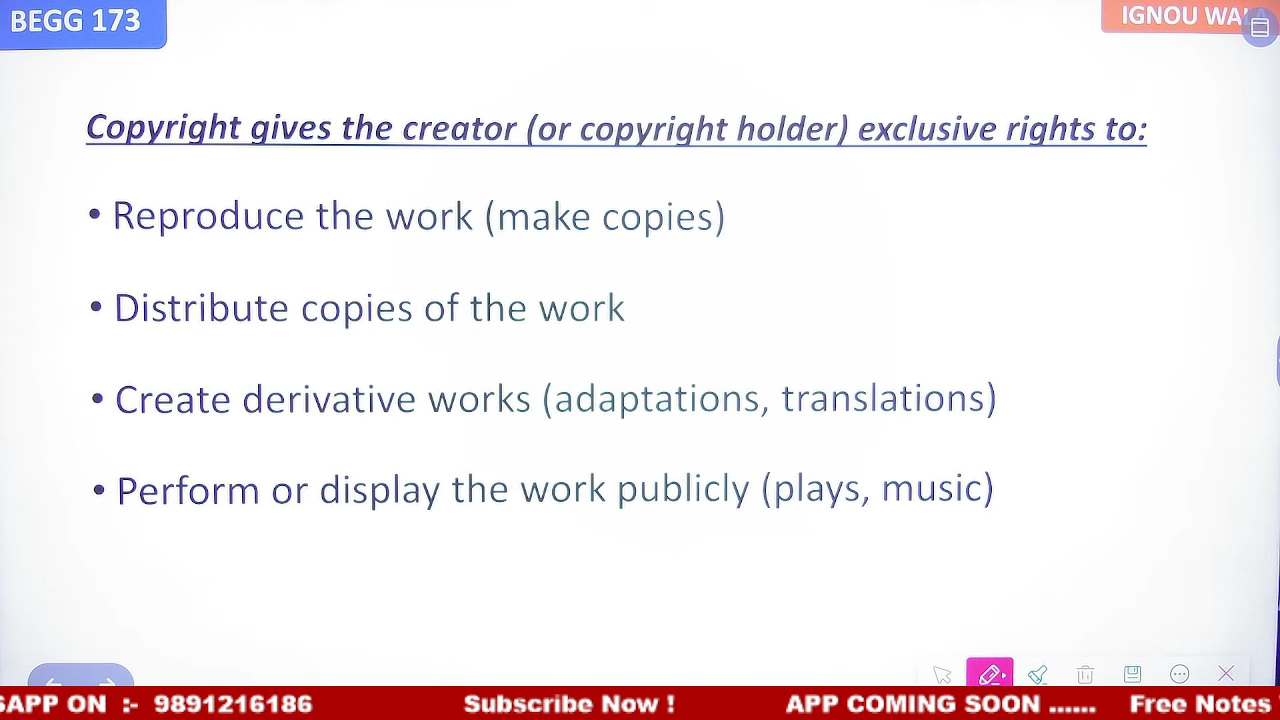 BEGG 173
IGNOU
Copyright gives the creator (or copyright holder) exclusive rights to:
• Reproduce the work (make copies)
• Distribute copies of the work
• Create derivative works (adaptations, translations)
• Perform or display the work publicly (plays, music)
ON :- 9891216186 Subscribe Now ! APP COMING SOON ...... Free Notes